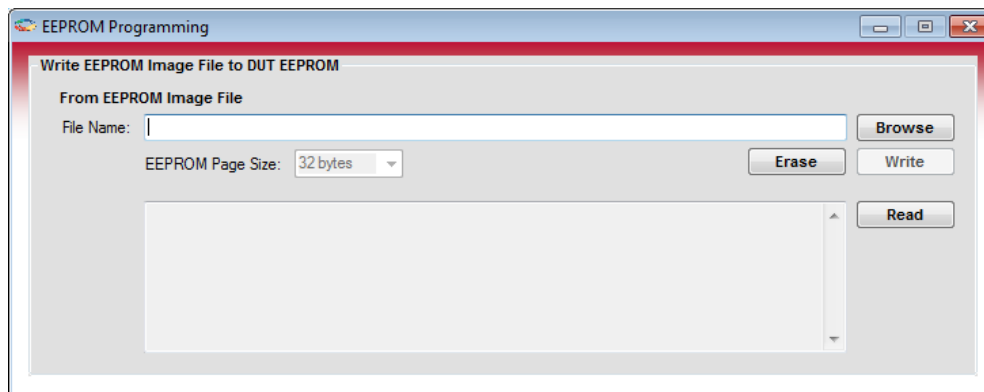 EEPROM Programming
Write EEPROM Image File to DUT EEPROM
From EEPROM Image File
File Name: Browse
EEPROM Page Size: 32 bytes Erase Write
Read